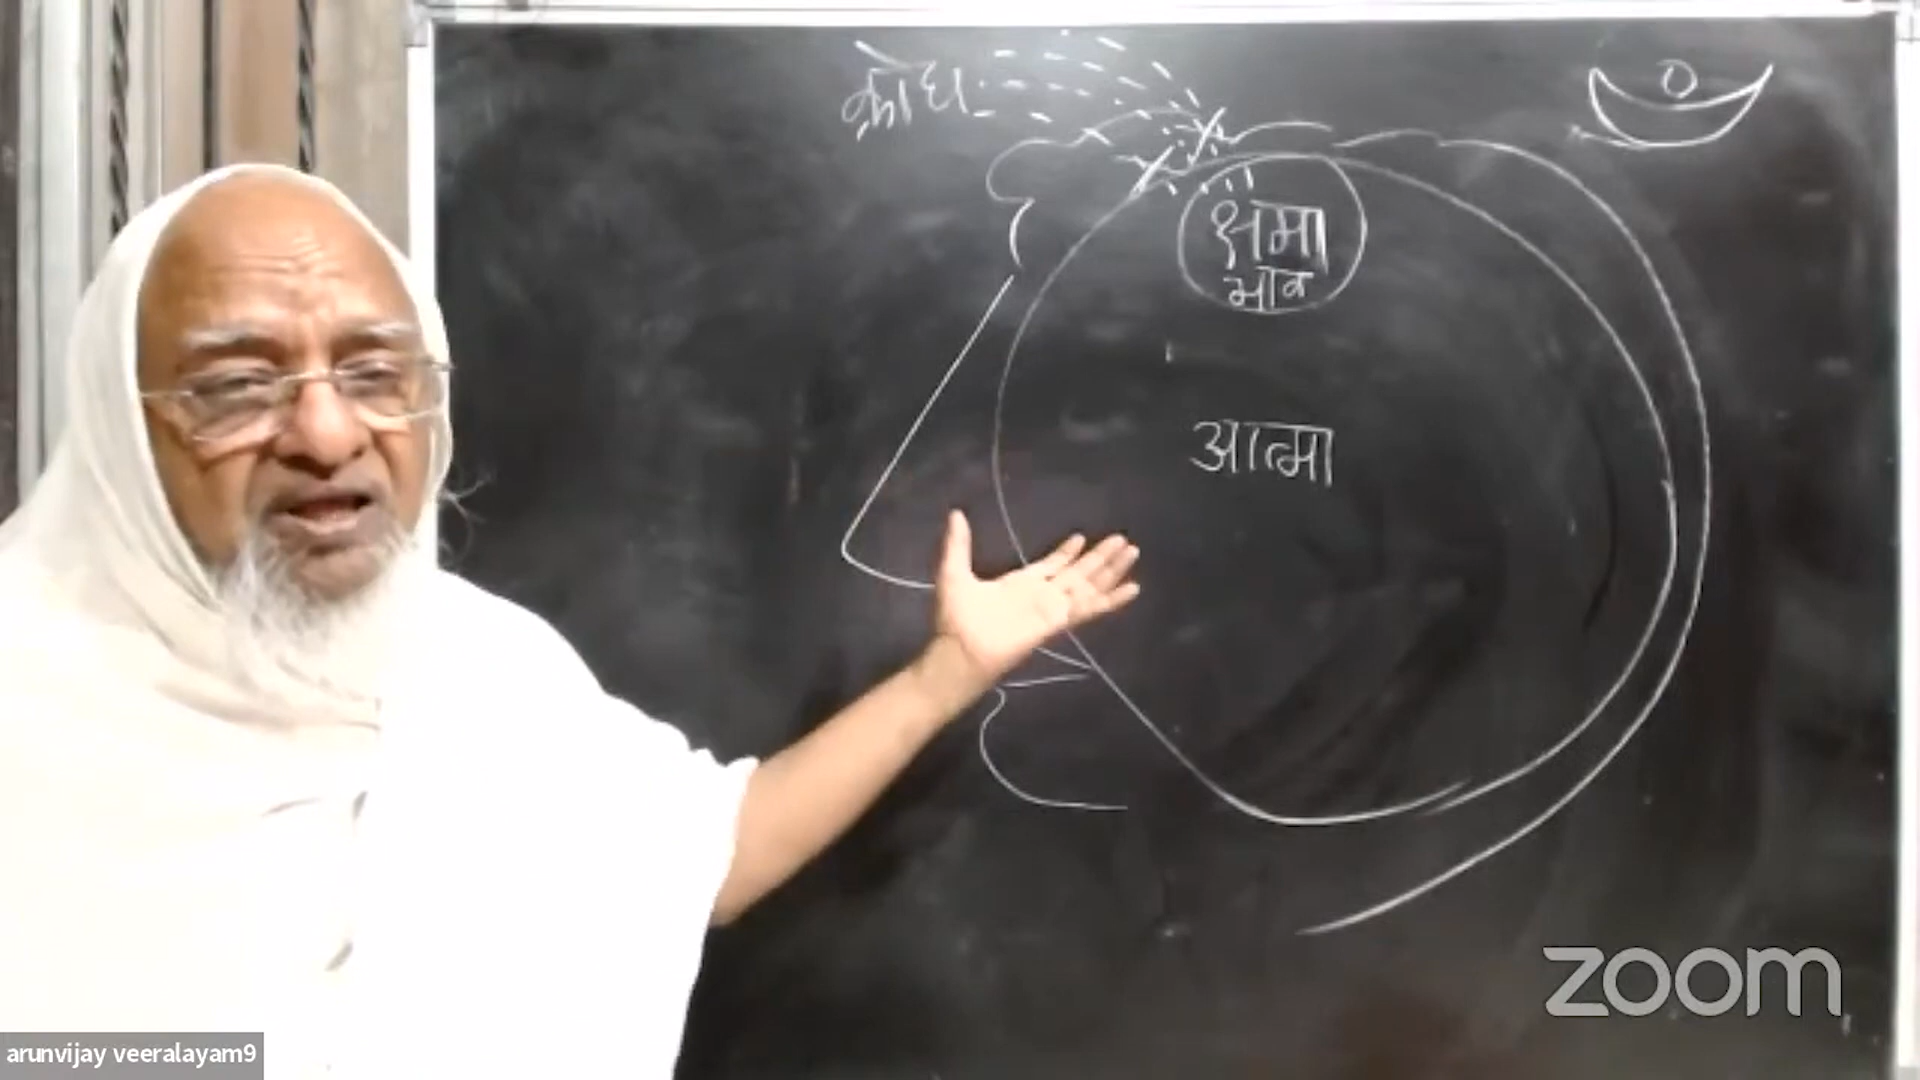 क्रोध
क्षमा
भाव
आत्मा
zoom
arunvijay veeralayam9